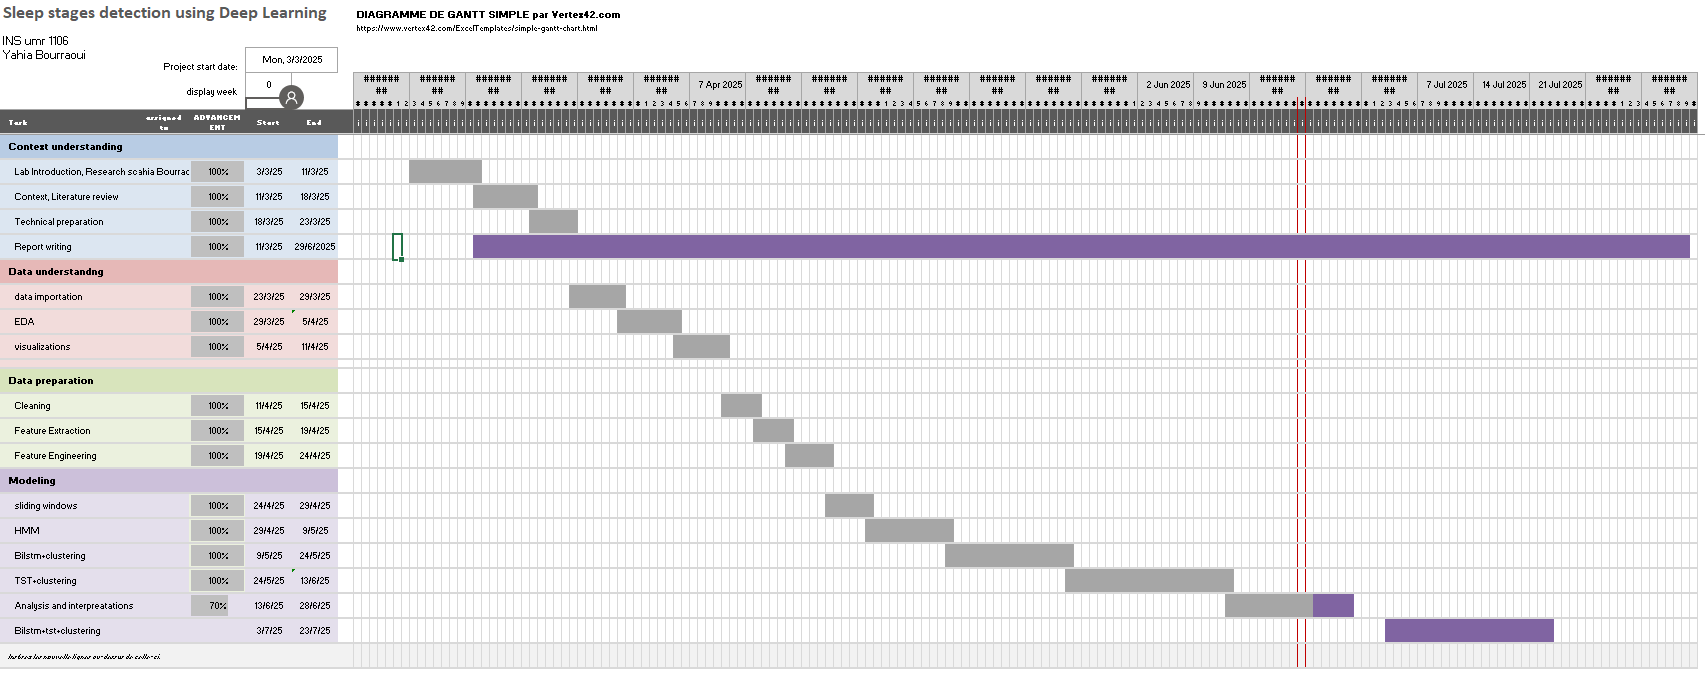 Sleep stages detection using Deep Learning
DIAGRAMME DE GANTT SIMPLE par Vertex42.com
https://www.vertex42.com/ExcelTemplates/simple-gantt-chart.html
INS umr 1106
Yahia Bourraoui
Project start date: Mon, 3/3/2025
display week 0
######## ######## ######## ######## ######## ######## 7 Apr 2025 ######## ######## ######## ######## ######## ######## ######## 2 Jun 2025 9 Jun 2025 ######## ######## ######## 7 Jul 2025 14 Jul 2025 21 Jul 2025 ######## ########
Task assigned to ADVANCEMENT Start End
Context understanding
Lab Introduction, Research scahia Bourrac 100% 3/3/25 11/3/25
Context, Literature review 100% 11/3/25 18/3/25
Technical preparation 100% 18/3/25 23/3/25
Report writing 100% 11/3/25 29/6/2025
Data understandng
data importation 100% 23/3/25 29/3/25
EDA 100% 29/3/25 5/4/25
visualizations 100% 5/4/25 11/4/25
Data preparation
Cleaning 100% 11/4/25 15/4/25
Feature Extraction 100% 15/4/25 19/4/25
Feature Engineering 100% 19/4/25 24/4/25
Modeling
sliding windows 100% 24/4/25 29/4/25
HMM 100% 29/4/25 9/5/25
Bilstm+clustering 100% 9/5/25 24/5/25
TST+clustering 100% 24/5/25 13/6/25
Analysis and interpreatations 70% 13/6/25 28/6/25
Bilstm+tst+clustering 3/7/25 23/7/25